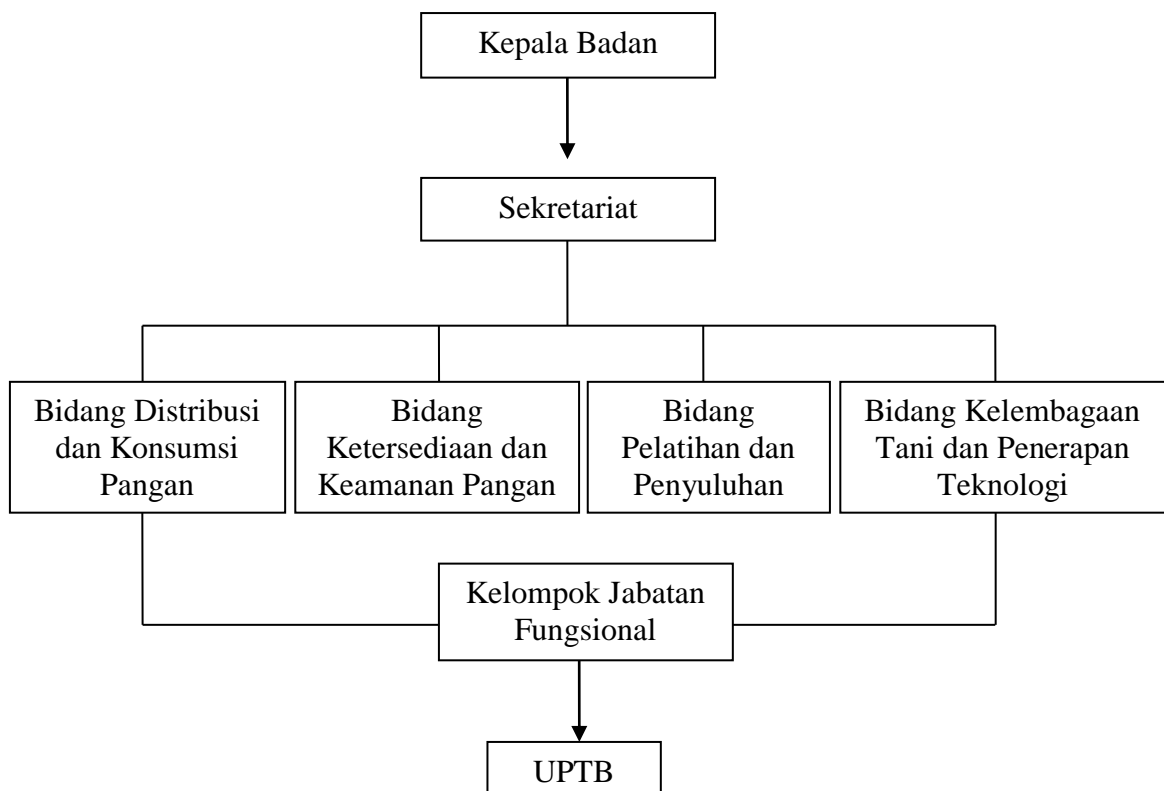 Kepala Badan
Sekretariat
Bidang Distribusi
dan Konsumsi
Pangan
Bidang
Ketersediaan dan
Keamanan Pangan
Bidang
Pelatihan dan
Penyuluhan
Bidang Kelembagaan
Tani dan Penerapan
Teknologi
Kelompok Jabatan
Fungsional
UPTB